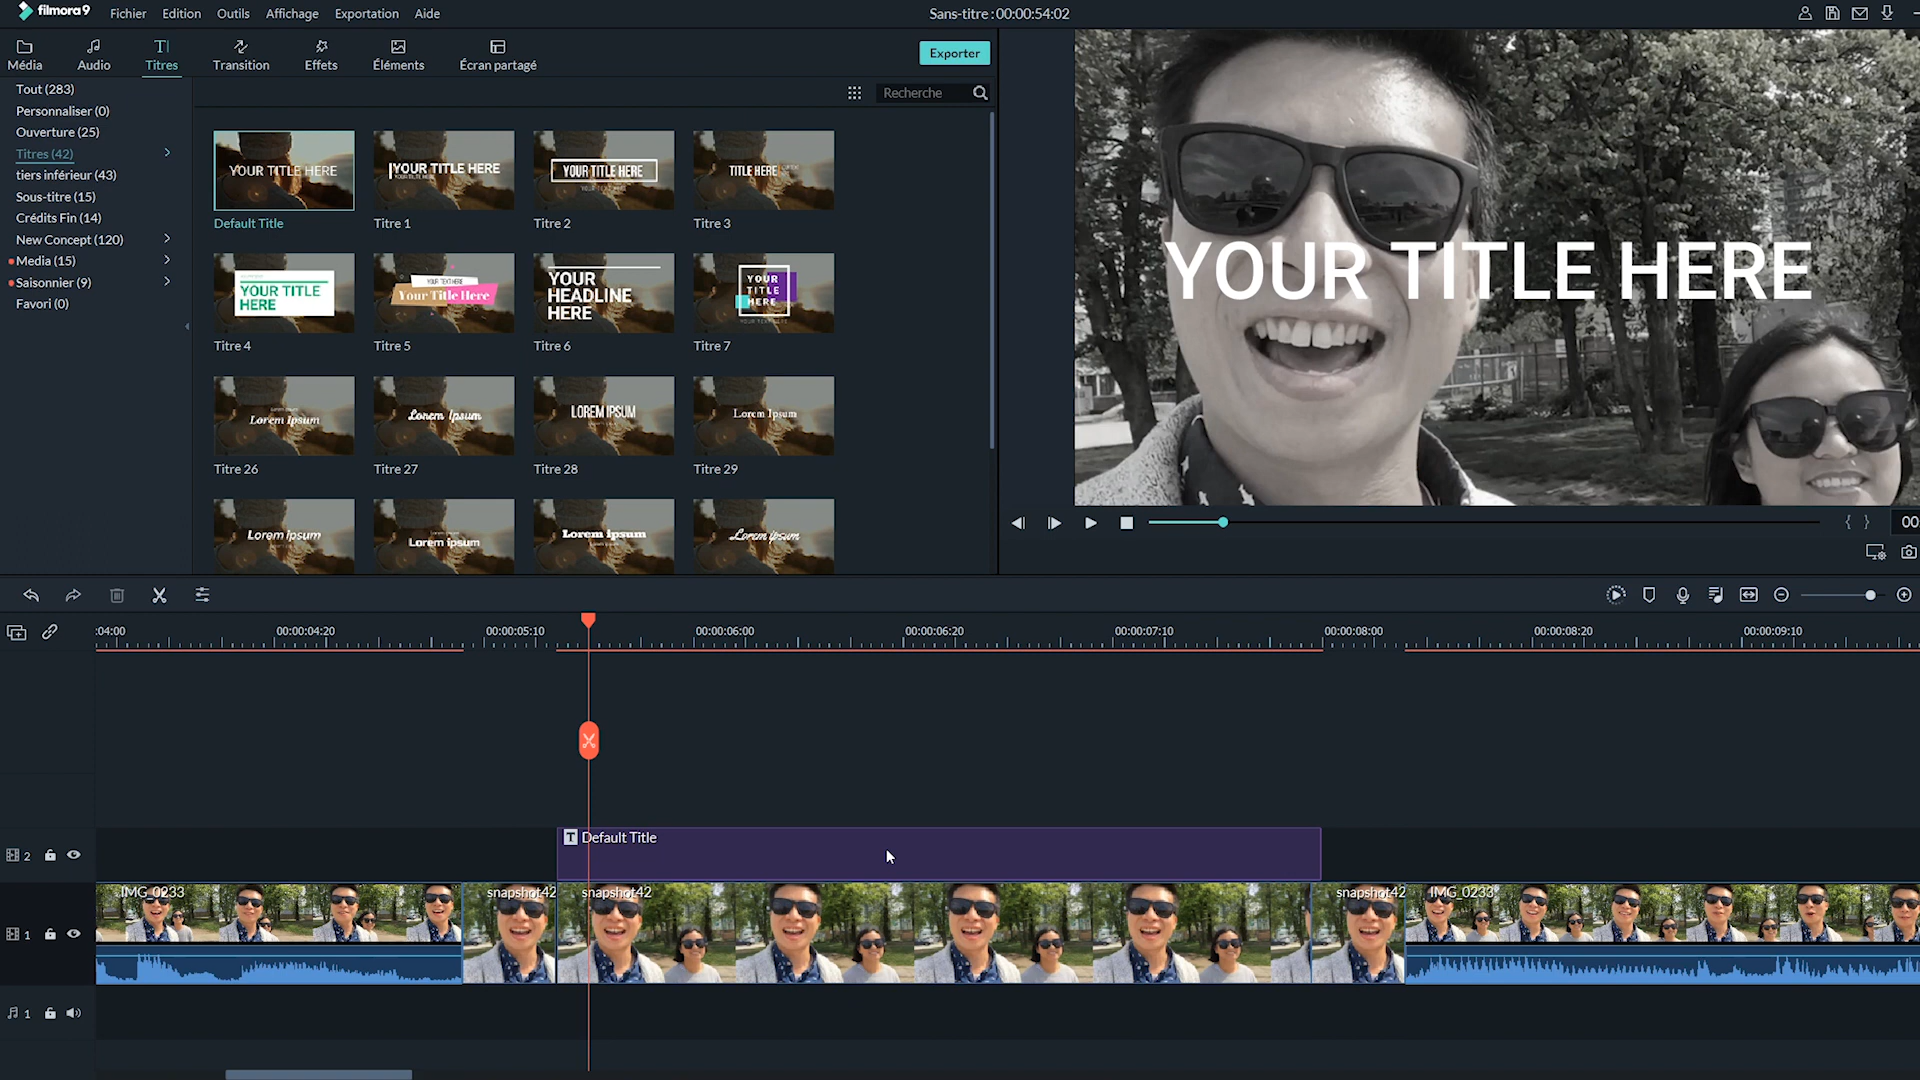 filmora9 Fichier Edition Outils Affichage Exportation Aide Sans-titre : 00:00:54:02
Média Audio Titres Transition Effets Éléments Écran partagé Exporter
Tout (283)
Personnaliser (0)
Ouverture (25)
Titres (42)
tiers inférieur (43)
Sous-titre (15)
Crédits Fin (14)
New Concept (120)
Media (15)
Saisonnier (9)
Favori (0)
Recherche
YOUR TITLE HERE
YOUR TITLE HERE
YOUR TITLE HERE
TITLE HERE
Default Title Titre 1 Titre 2 Titre 3
YOUR TITLE
HERE
YOUR TEXT HERE
Your Title Here
YOUR
HEADLINE
HERE
YOUR
TITLE
HERE
Titre 4 Titre 5 Titre 6 Titre 7
Lorem Ipsum
Lorem Ipsum
LOREM IPSUM
Lorem Ipsum
Titre 26 Titre 27 Titre 28 Titre 29
Lorem ipsum
Lorem ipsum
Lorem ipsum
Lorem ipsum
YOUR TITLE HERE
{ } 00
:04:00 00:00:04:20 00:00:05:10 00:00:06:00 00:00:06:20 00:00:07:10 00:00:08:00 00:00:08:20 00:00:09:10
2 T Default Title
IMG_0233 snapshot42 snapshot42 snapshot42 IMG_0233
1
1